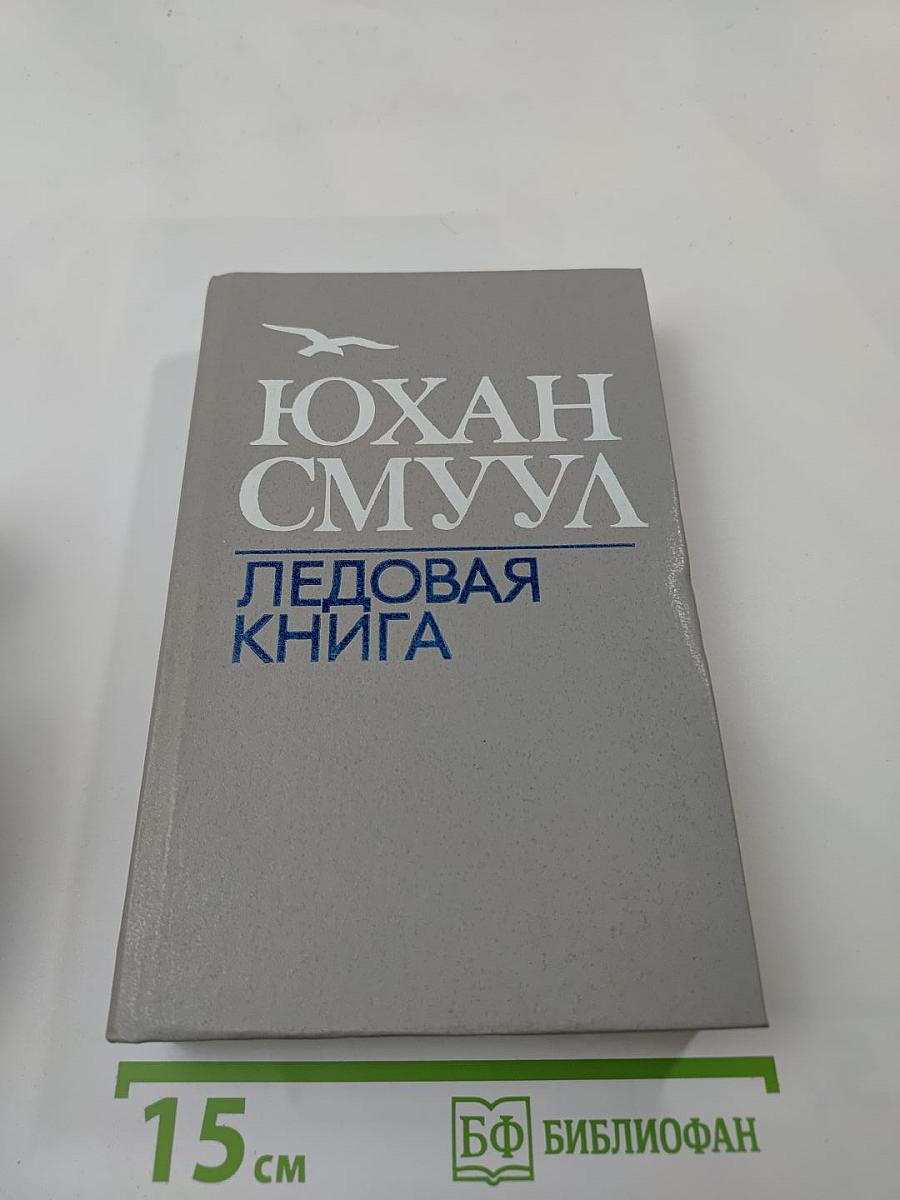 ЮХАН
СМУУЛ
ЛЕДОВАЯ
КНИГА
15 см
БФ БИБЛИОФАН